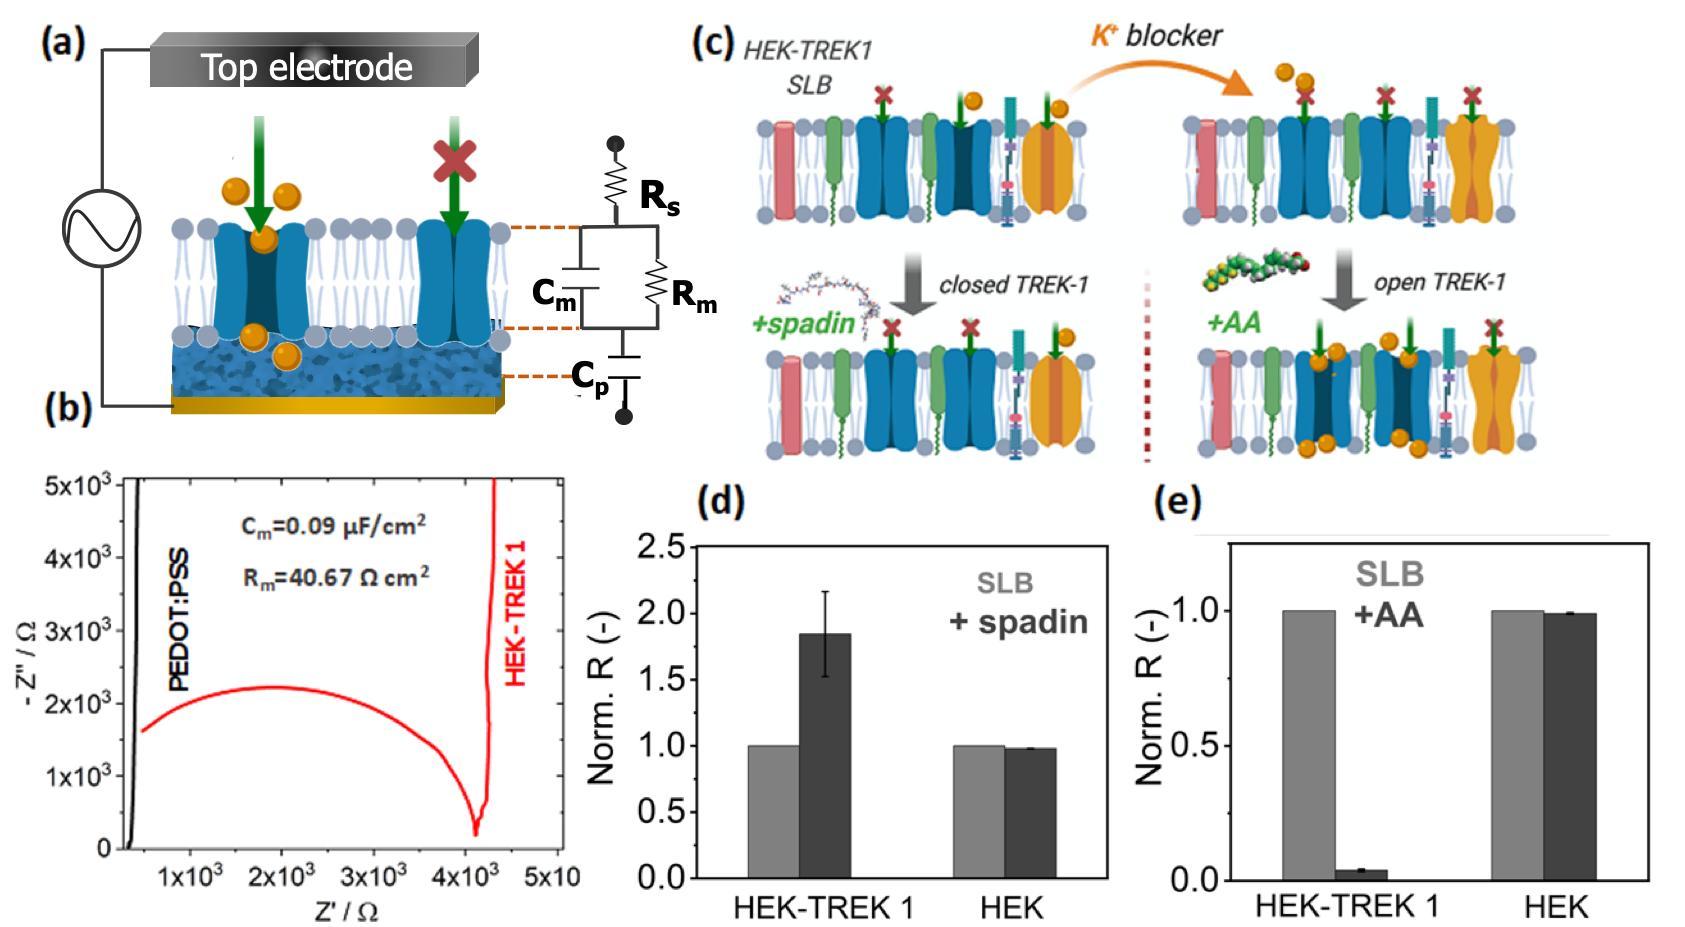 (a)
Top electrode
Rₛ
Cₘ
Rₘ
Cₚ
(c)
HEK-TREK1
SLB
K⁺ blocker
closed TREK-1
+spadin
open TREK-1
+AA
(b)
5x10³
4x10³
3x10³
2x10³
1x10³
0
- Z'' / Ω
Cₘ=0.09 µF/cm²
Rₘ=40.67 Ω cm²
PEDOT:PSS
HEK-TREK 1
1x10³
2x10³
3x10³
4x10³
5x10
Z' / Ω
(d)
2.5
2.0
1.5
1.0
0.5
0.0
Norm. R (-)
SLB
+ spadin
HEK-TREK 1
HEK
(e)
1.0
0.5
0.0
Norm. R (-)
SLB
+AA
HEK-TREK 1
HEK